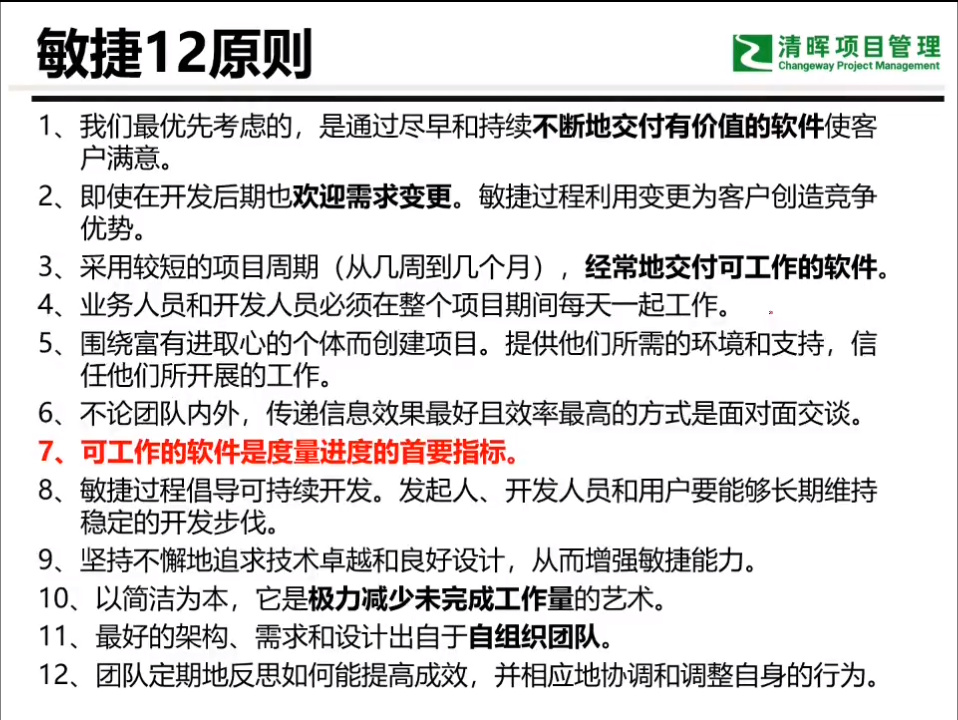 敏捷12原则
清晖项目管理
Changeway Project Management
1、我们最优先考虑的，是通过尽早和持续不断地交付有价值的软件使客
户满意。
2、即使在开发后期也欢迎需求变更。敏捷过程利用变更为客户创造竞争
优势。
3、采用较短的项目周期（从几周到几个月），经常地交付可工作的软件。
4、业务人员和开发人员必须在整个项目期间每天一起工作。
5、围绕富有进取心的个体而创建项目。提供他们所需的环境和支持，信
任他们所开展的工作。
6、不论团队内外，传递信息效果最好且效率最高的方式是面对面交谈。
7、可工作的软件是度量进度的首要指标。
8、敏捷过程倡导可持续开发。发起人、开发人员和用户要能够长期维持
稳定的开发步伐。
9、坚持不懈地追求技术卓越和良好设计，从而增强敏捷能力。
10、以简洁为本，它是极力减少未完成工作量的艺术。
11、最好的架构、需求和设计出自于自组织团队。
12、团队定期地反思如何能提高成效，并相应地协调和调整自身的行为。